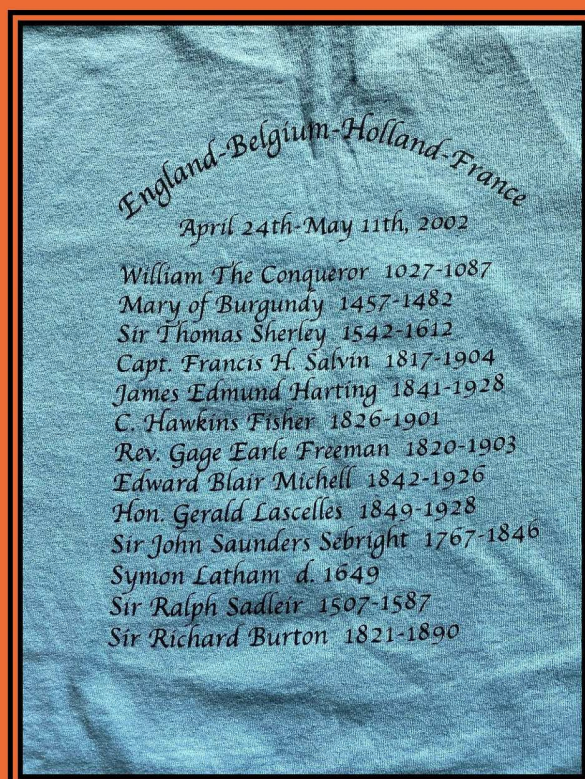 England-Belgium-Holland-France
April 24th-May 11th, 2002
William The Conqueror 1027-1087
Mary of Burgundy 1457-1482
Sir Thomas Sherley 1542-1612
Capt. Francis H. Salvin 1817-1904
James Edmund Harting 1841-1928
C. Hawkins Fisher 1826-1901
Rev. Gage Earle Freeman 1820-1903
Edward Blair Michell 1842-1926
Hon. Gerald Lascelles 1849-1928
Sir John Saunders Sebright 1767-1846
Symon Latham d. 1649
Sir Ralph Sadleir 1507-1587
Sir Richard Burton 1821-1890